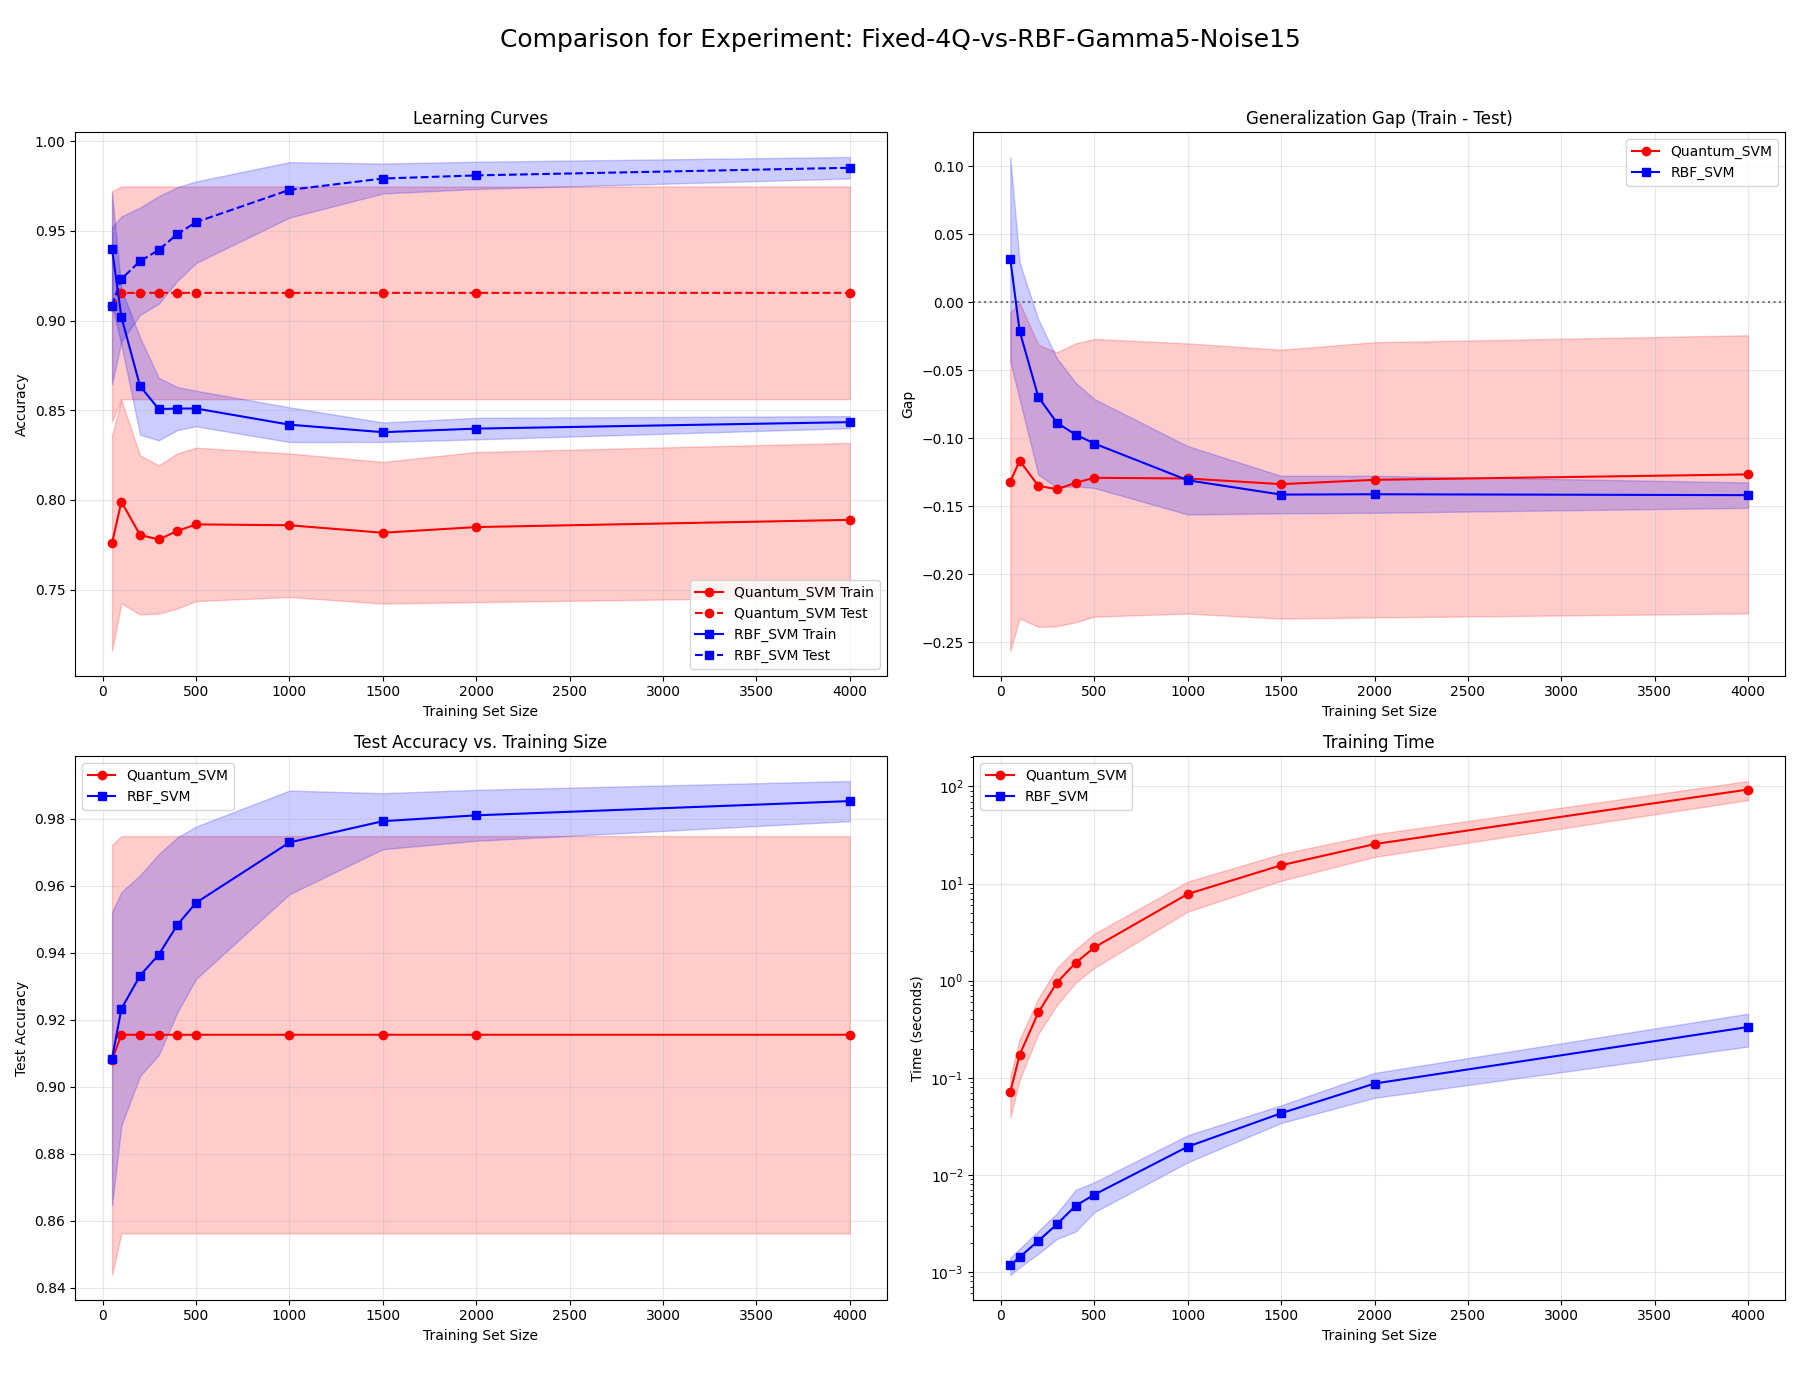 Comparison for Experiment: Fixed-4Q-vs-RBF-Gamma5-Noise15
Learning Curves
1.00
0.95
0.90
0.85
0.80
0.75
Accuracy
Quantum_SVM Train
Quantum_SVM Test
RBF_SVM Train
RBF_SVM Test
0 500 1000 1500 2000 2500 3000 3500 4000
Training Set Size
Generalization Gap (Train - Test)
0.10
0.05
0.00
−0.05
−0.10
−0.15
−0.20
−0.25
Gap
Quantum_SVM
RBF_SVM
0 500 1000 1500 2000 2500 3000 3500 4000
Training Set Size
Test Accuracy vs. Training Size
Quantum_SVM
RBF_SVM
0.98
0.96
0.94
0.92
0.90
0.88
0.86
0.84
Test Accuracy
0 500 1000 1500 2000 2500 3000 3500 4000
Training Set Size
Training Time
Quantum_SVM
RBF_SVM
10²
10¹
10⁰
10⁻¹
10⁻²
10⁻³
Time (seconds)
0 500 1000 1500 2000 2500 3000 3500 4000
Training Set Size